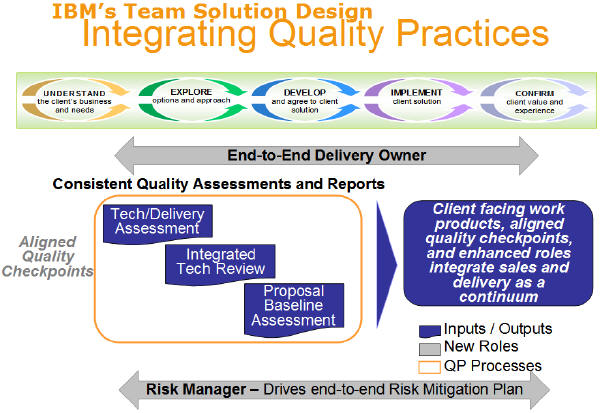 IBM's Team Solution Design
Integrating Quality Practices
UNDERSTAND
the client's business
and needs
EXPLORE
options and approach
DEVELOP
and agree to client
solution
IMPLEMENT
client solution
CONFIRM
client value and
experience
End-to-End Delivery Owner
Consistent Quality Assessments and Reports
Aligned
Quality
Checkpoints
Tech/Delivery
Assessment
Integrated
Tech Review
Proposal
Baseline
Assessment
Client facing work
products, aligned
quality checkpoints,
and enhanced roles
integrate sales and
delivery as a
continuum
Inputs / Outputs
New Roles
QP Processes
Risk Manager – Drives end-to-end Risk Mitigation Plan